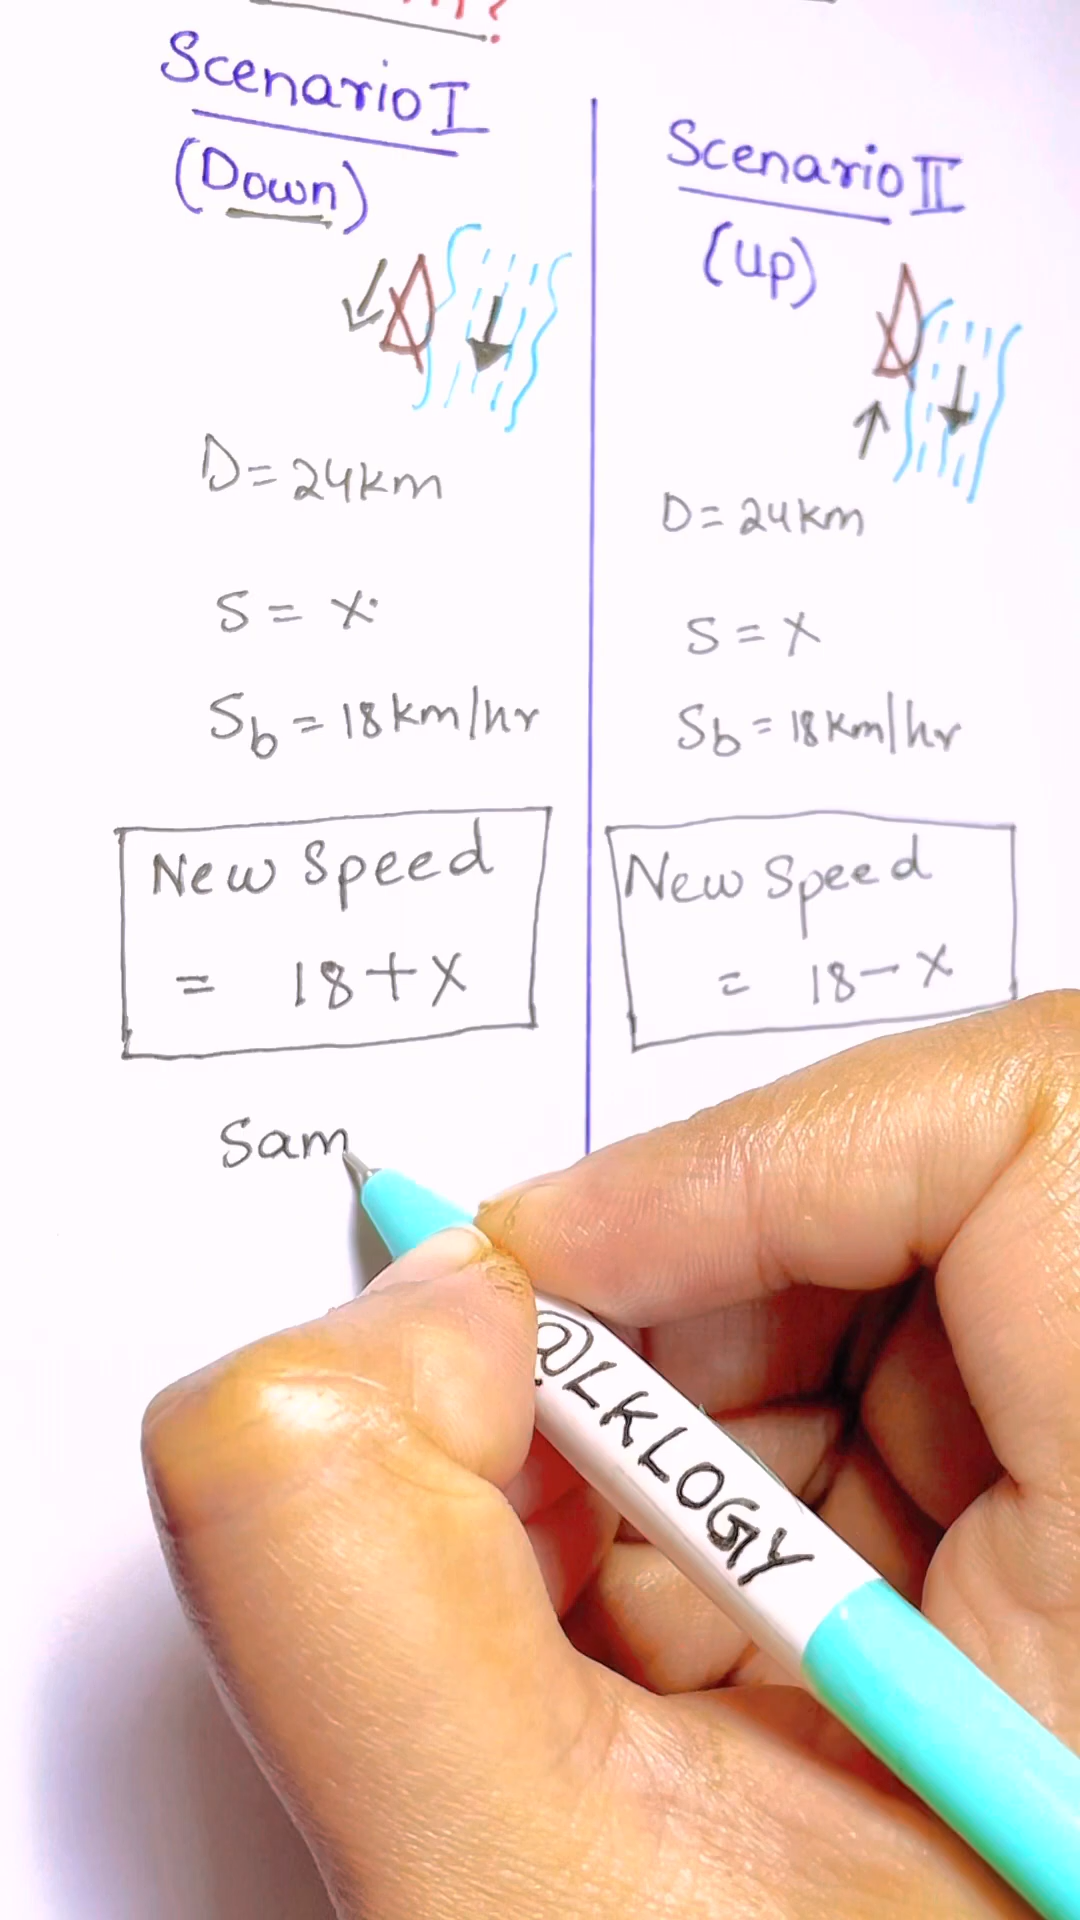 Scenario I
(Down)
D = 24km
S = x
Sb = 18km/hr
New Speed
= 18+x
Sam
Scenario II
(Up)
D = 24km
S = x
Sb = 18km/hr
New Speed
= 18-x
@LKLOGY